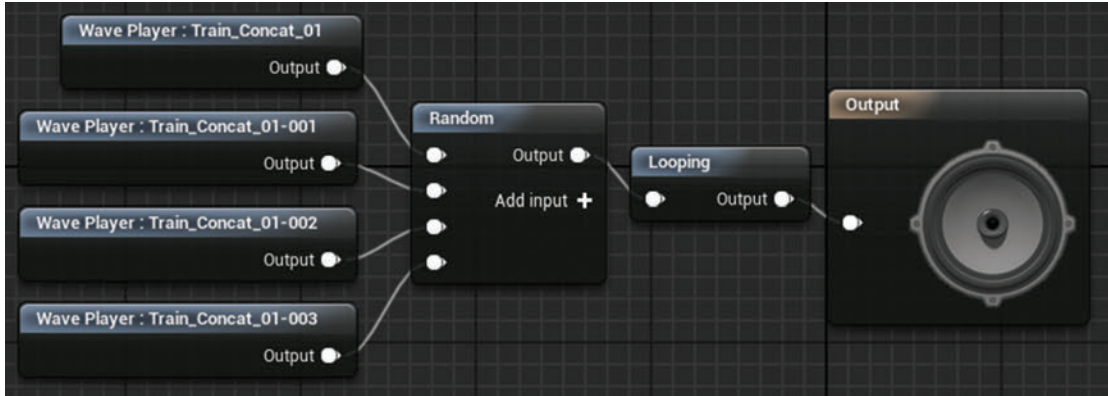 Wave Player : Train_Concat_01
Output
Wave Player : Train_Concat_01-001
Output
Wave Player : Train_Concat_01-002
Output
Wave Player : Train_Concat_01-003
Output
Random
Output
Add input
Looping
Output
Output